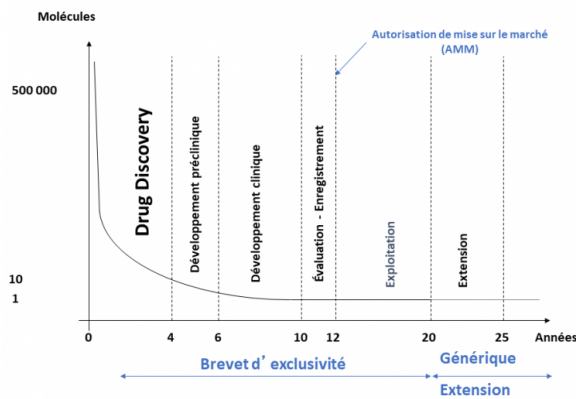 Molécules
Autorisation de mise sur le marché
(AMM)
500 000
Drug Discovery
Développement préclinique
Développement clinique
Évaluation - Enregistrement
Exploitation
Extension
10
1
0 4 6 10 12 20 25 Années
Brevet d’ exclusivité
Générique
Extension